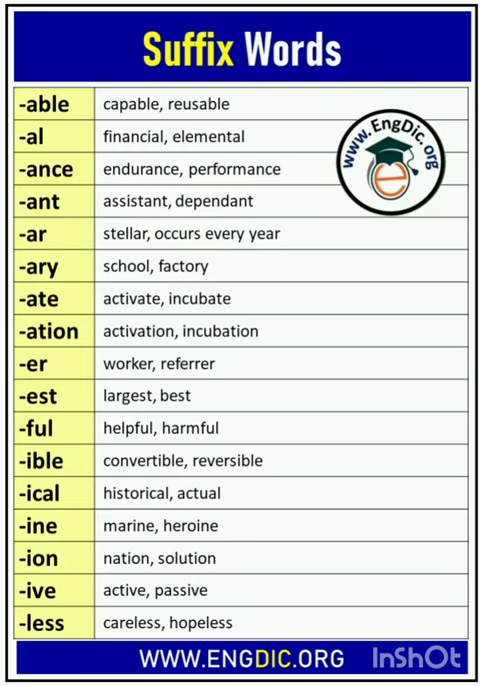 Suffix Words
-able capable, reusable
-al financial, elemental
www.EngDic.org
-ance endurance, performance
-ant assistant, dependant
-ar stellar, occurs every year
-ary school, factory
-ate activate, incubate
-ation activation, incubation
-er worker, referrer
-est largest, best
-ful helpful, harmful
-ible convertible, reversible
-ical historical, actual
-ine marine, heroine
-ion nation, solution
-ive active, passive
-less careless, hopeless
WWW.ENGDIC.ORG InShOt